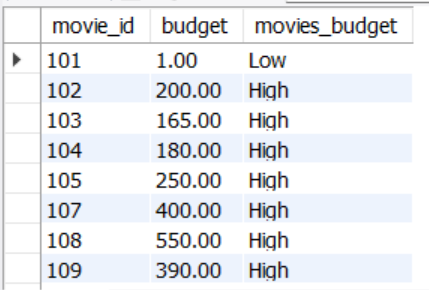 movie_id budget movies_budget
101 1.00 Low
102 200.00 High
103 165.00 High
104 180.00 High
105 250.00 High
107 400.00 High
108 550.00 High
109 390.00 High